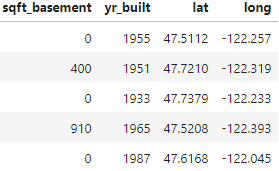 sqft_basement yr_built lat long
0 1955 47.5112 -122.257
400 1951 47.7210 -122.319
0 1933 47.7379 -122.233
910 1965 47.5208 -122.393
0 1987 47.6168 -122.045